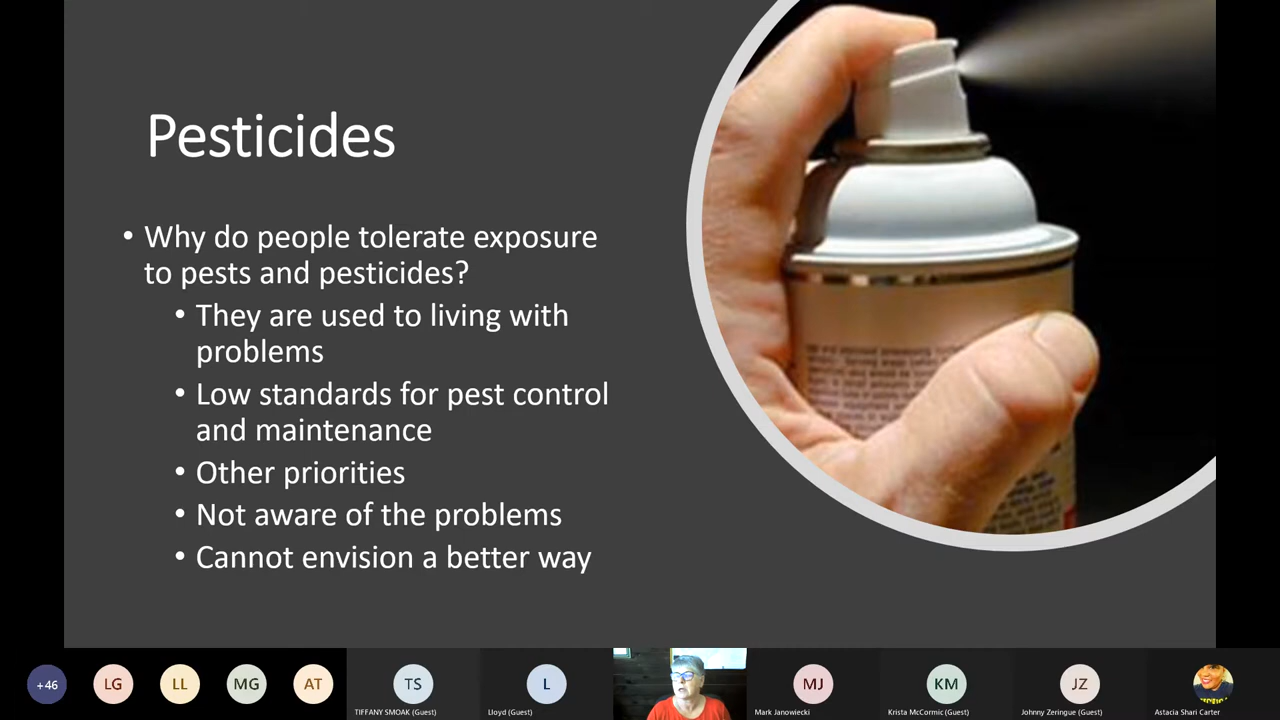 Pesticides
• Why do people tolerate exposure
to pests and pesticides?
• They are used to living with
problems
• Low standards for pest control
and maintenance
• Other priorities
• Not aware of the problems
• Cannot envision a better way
+46
LG
LL
MG
AT
TS
L
MJ
KM
JZ
TIFFANY SMOAK (Guest)
Lloyd (Guest)
Mark Janowiecki
Krista McCormic (Guest)
Johnny Zeringue (Guest)
Astacia Shari Carter